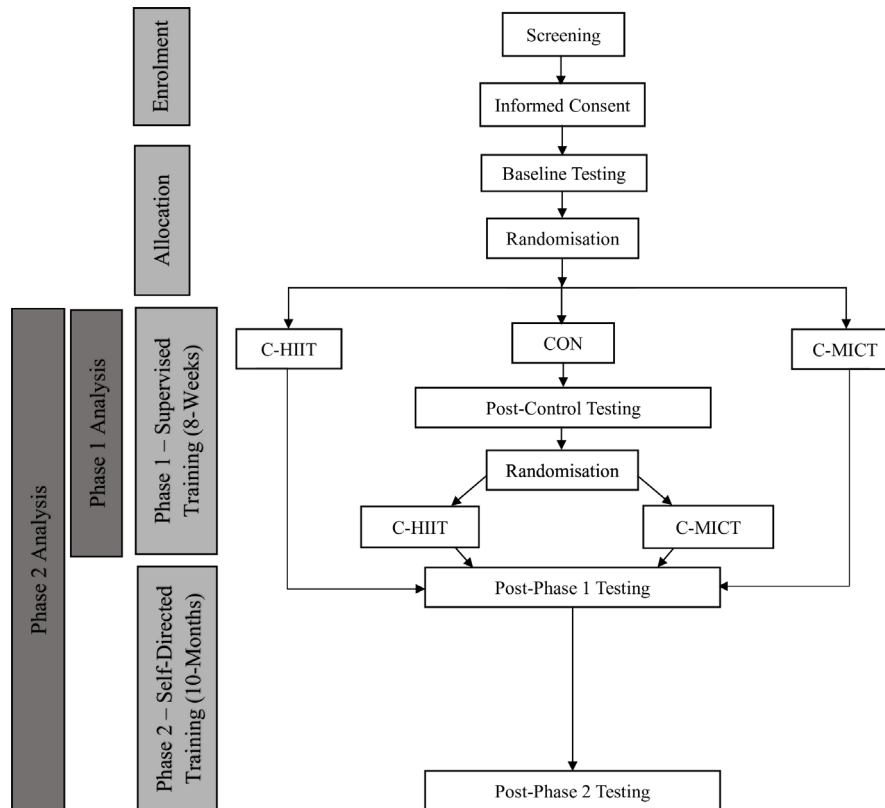 Screening
Enrolment
Informed Consent
Baseline Testing
Allocation
Randomisation
C-HIIT
CON
C-MICT
Post-Control Testing
Randomisation
C-HIIT
C-MICT
Post-Phase 1 Testing
Post-Phase 2 Testing
Phase 1 – Supervised
Training (8-Weeks)
Phase 1 Analysis
Phase 2 Analysis
Phase 2 – Self-Directed
Training (10-Months)